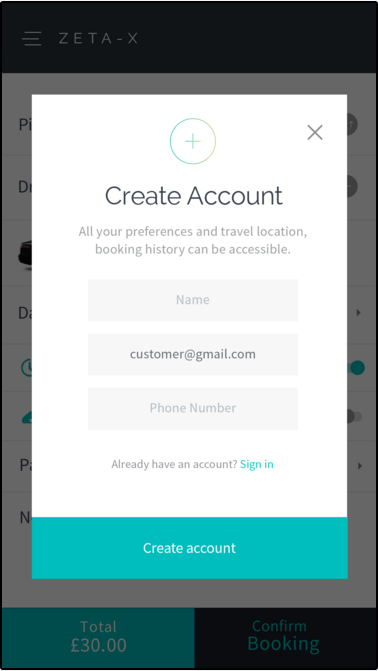 ZETA-X
Pi
Dr
Create Account
All your preferences and travel location,
booking history can be accessible.
Name
Da
customer@gmail.com
Phone Number
Already have an account? Sign in
Pa
N
Create account
Total
£30.00
Confirm
Booking